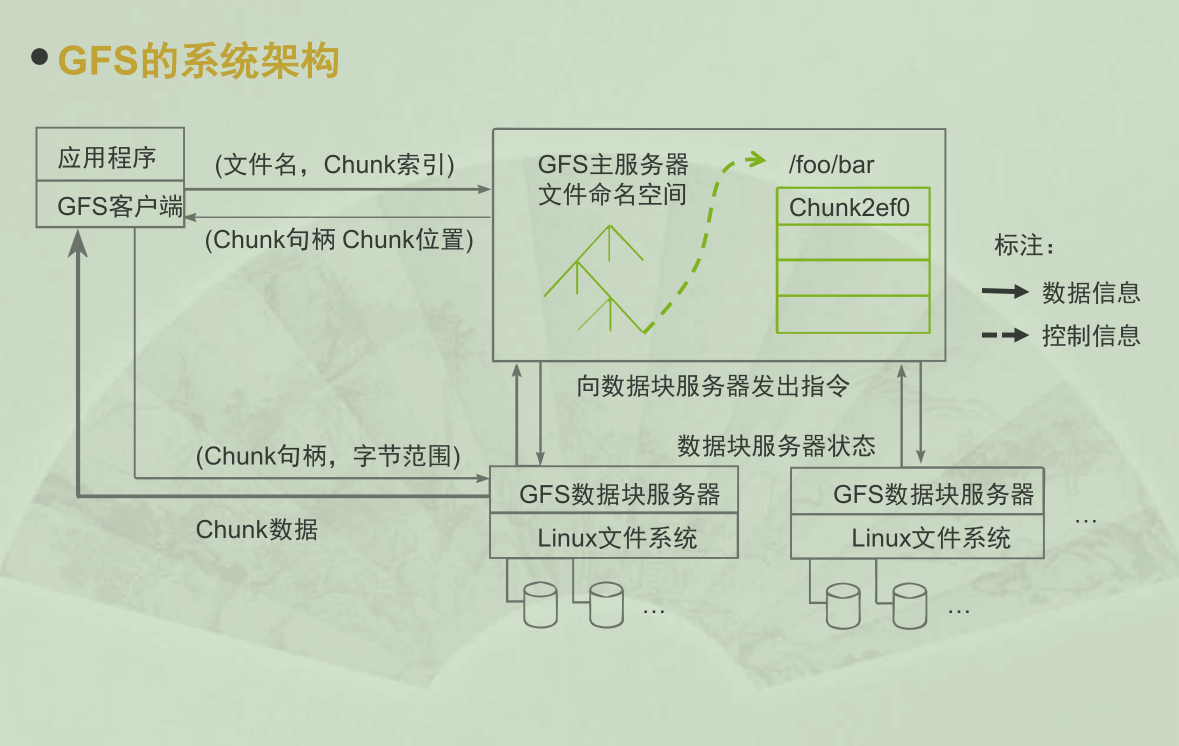 GFS的系统架构
应用程序
GFS客户端
(文件名，Chunk索引)
(Chunk句柄 Chunk位置)
GFS主服务器
文件命名空间
/foo/bar
Chunk2ef0
标注：
数据信息
控制信息
向数据块服务器发出指令
数据块服务器状态
(Chunk句柄，字节范围)
Chunk数据
GFS数据块服务器
Linux文件系统
…
GFS数据块服务器
Linux文件系统
…
…